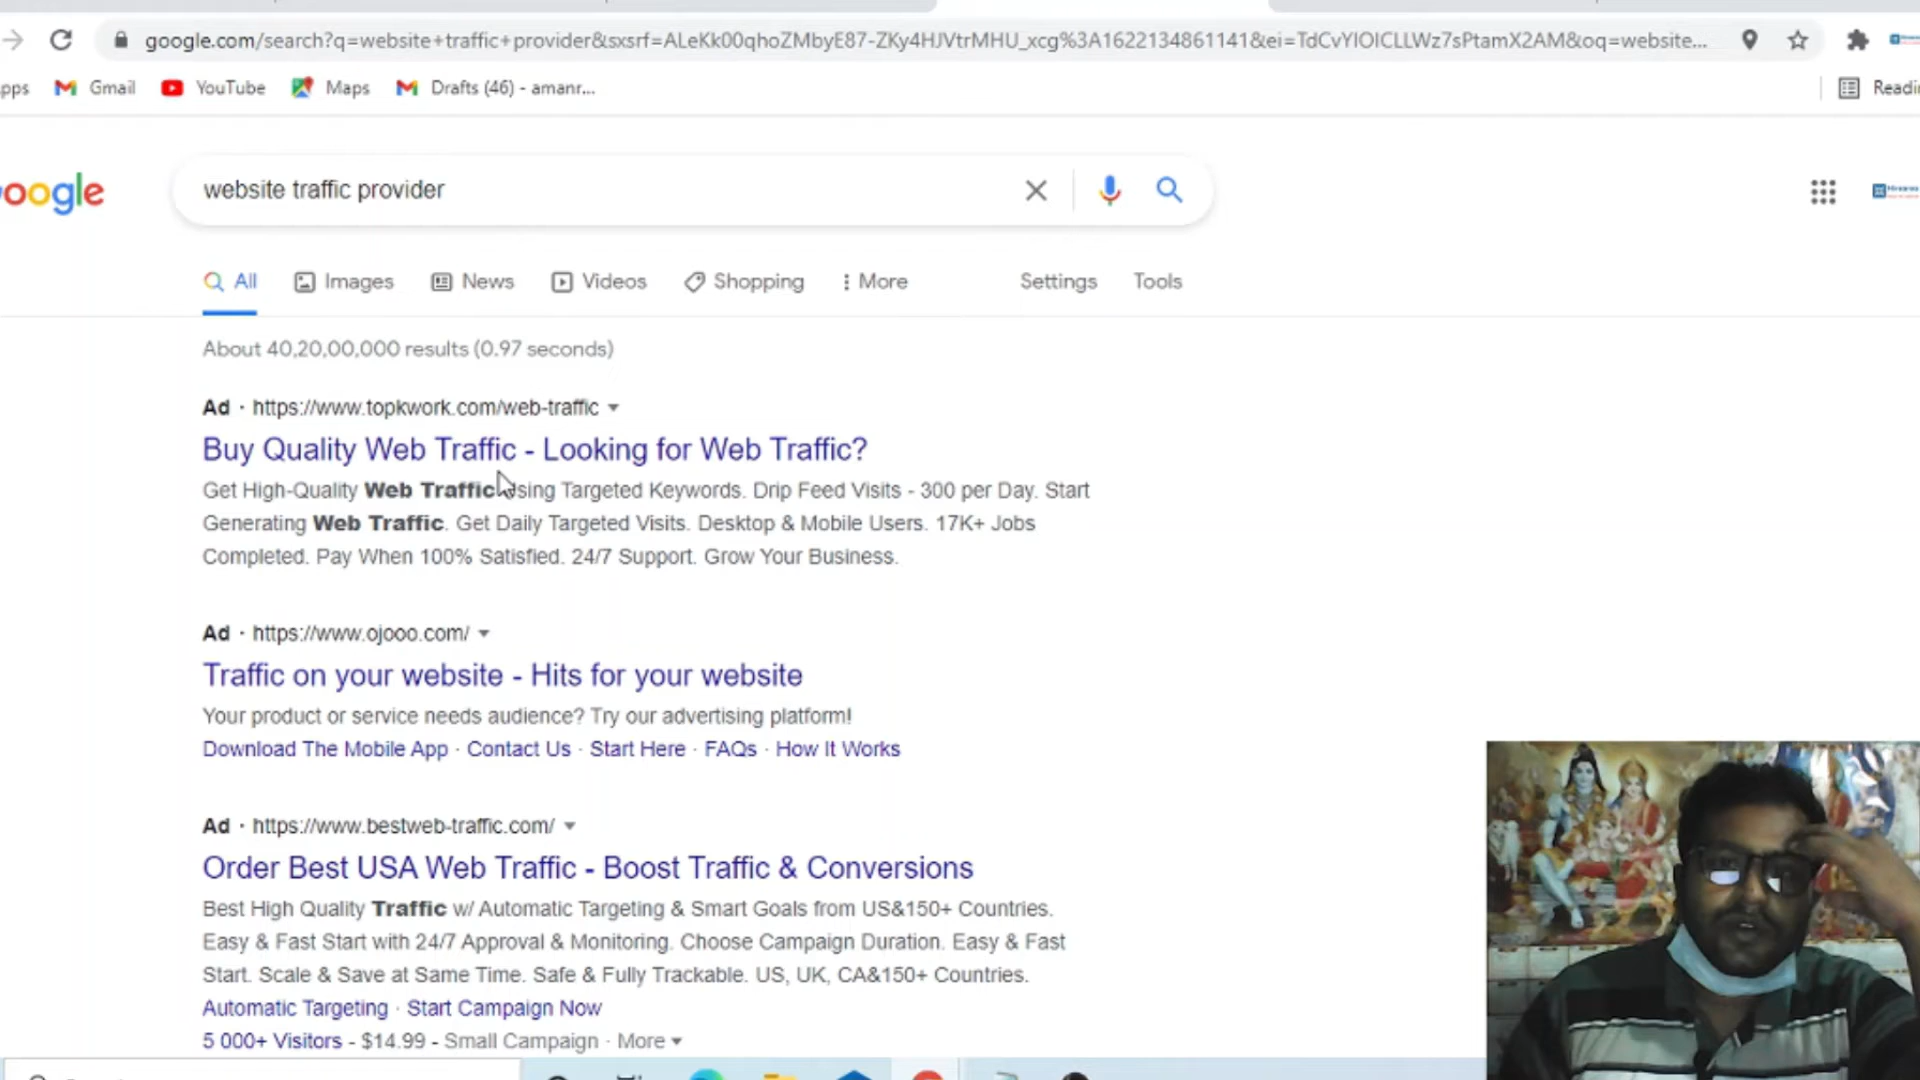 google.com/search?q=website+traffic+provider&sxsrf=ALeKk00qhoZMbyE87-ZKy4HJVtrMHU_xcg%3A1622134861141&ei=TdCvYIOICLLWz7sPtamX2AM&oq=website...
pps Gmail YouTube Maps Drafts (46) - amanr... Readi
oogle website traffic provider
All Images News Videos Shopping More Settings Tools
About 40,20,00,000 results (0.97 seconds)
Ad · https://www.topkwork.com/web-traffic
Buy Quality Web Traffic - Looking for Web Traffic?
Get High-Quality Web Traffic Using Targeted Keywords. Drip Feed Visits - 300 per Day. Start
Generating Web Traffic. Get Daily Targeted Visits. Desktop & Mobile Users. 17K+ Jobs
Completed. Pay When 100% Satisfied. 24/7 Support. Grow Your Business.
Ad · https://www.ojooo.com/
Traffic on your website - Hits for your website
Your product or service needs audience? Try our advertising platform!
Download The Mobile App · Contact Us · Start Here · FAQs · How It Works
Ad · https://www.bestweb-traffic.com/
Order Best USA Web Traffic - Boost Traffic & Conversions
Best High Quality Traffic w/ Automatic Targeting & Smart Goals from US&150+ Countries.
Easy & Fast Start with 24/7 Approval & Monitoring. Choose Campaign Duration. Easy & Fast
Start. Scale & Save at Same Time. Safe & Fully Trackable. US, UK, CA&150+ Countries.
Automatic Targeting · Start Campaign Now
5 000+ Visitors - $14.99 - Small Campaign · More